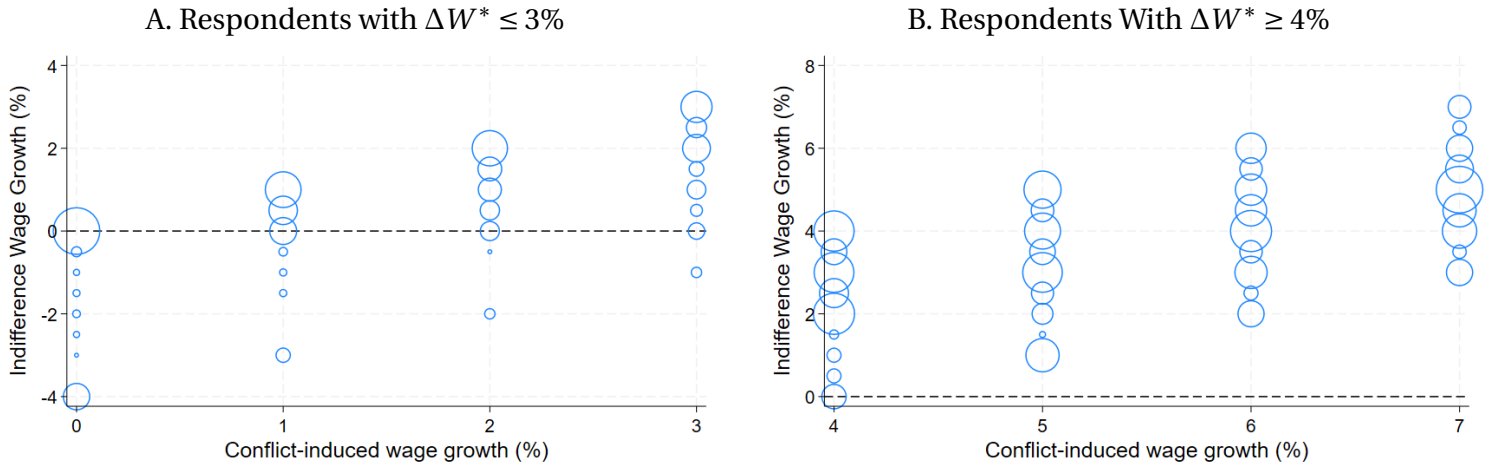 A. Respondents with ΔW* ≤ 3%
Indifference Wage Growth (%)
4
2
0
-2
-4
0 1 2 3
Conflict-induced wage growth (%)
B. Respondents With ΔW* ≥ 4%
Indifference Wage Growth (%)
8
6
4
2
0
4 5 6 7
Conflict-induced wage growth (%)